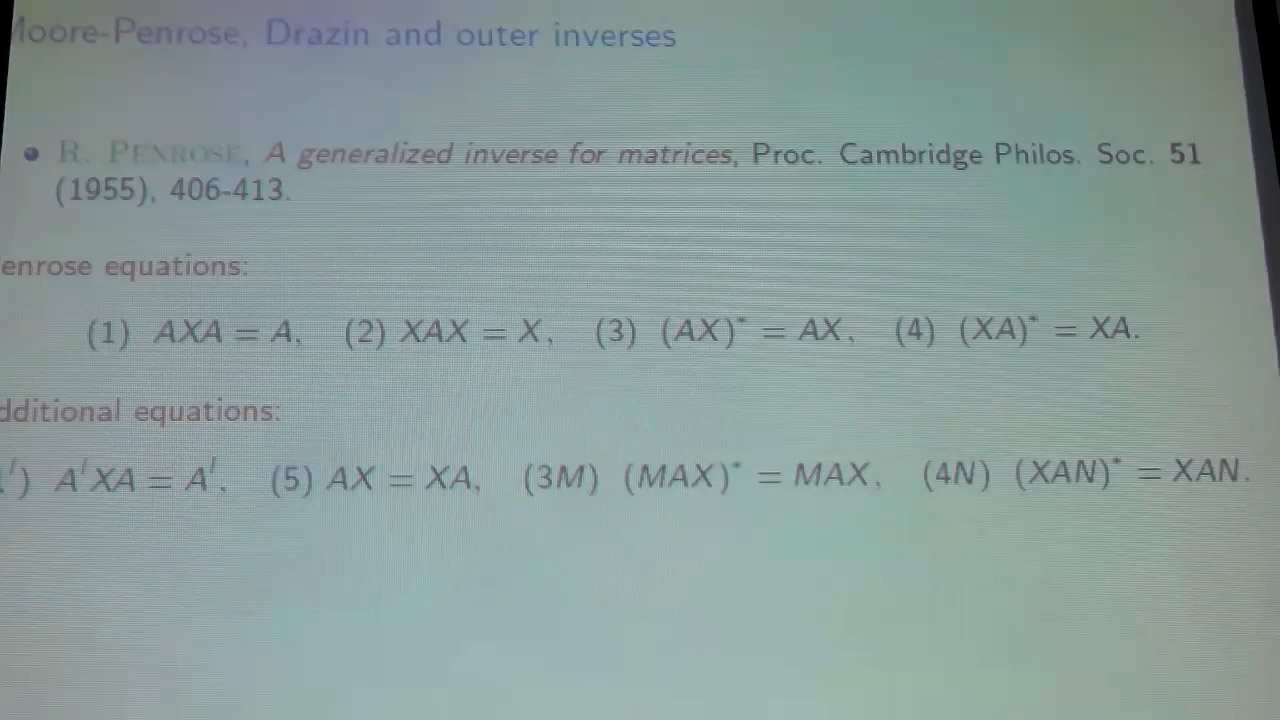 Moore-Penrose, Drazin and outer inverses
R. PENROSE, A generalized inverse for matrices, Proc. Cambridge Philos. Soc. 51
(1955), 406-413.
enrose equations:
(1) AXA = A, (2) XAX = X, (3) (AX)* = AX, (4) (XA)* = XA.
dditional equations:
') AˡXA = Aˡ, (5) AX = XA, (3M) (MAX)* = MAX, (4N) (XAN)* = XAN.